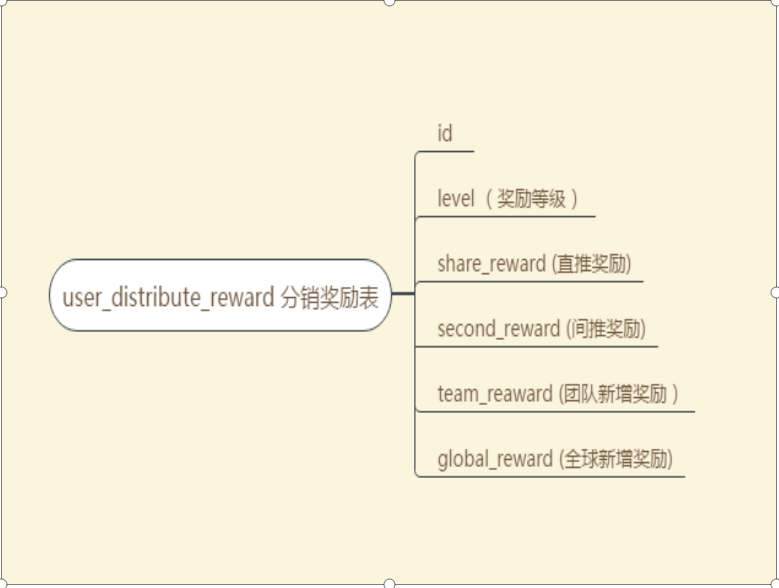 user_distribute_reward 分销奖励表
id
level （ 奖励等级 ）
share_reward (直推奖励)
second_reward (间推奖励)
team_reaward (团队新增奖励 ）
global_reward (全球新增奖励)